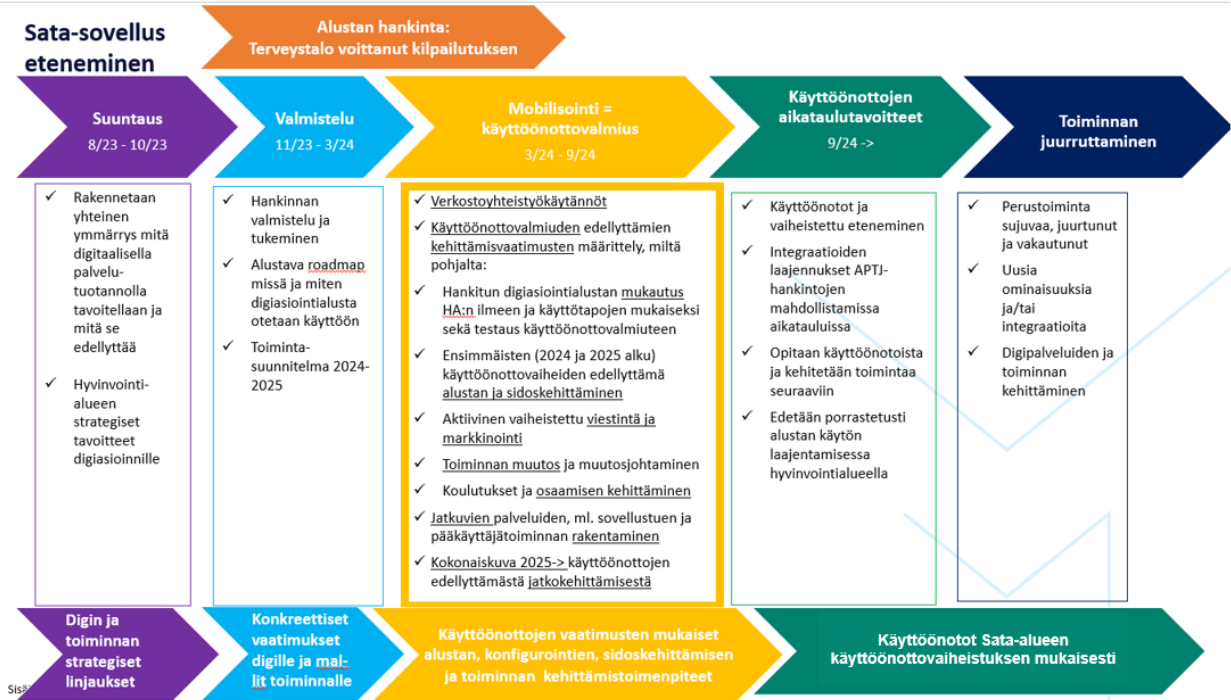 Sata-sovellus
eteneminen
Alustan hankinta:
Terveystalo voittanut kilpailutuksen
Suuntaus
8/23 - 10/23
Valmistelu
11/23 - 3/24
Mobilisointi =
käyttöönottovalmius
3/24 - 9/24
Käyttöönottojen
aikataulutavoitteet
9/24 ->
Toiminnan
juurruttaminen
✓ Rakennetaan
yhteinen
ymmärrys mitä
digitaalisella
palvelu-
tuotannolla
tavoitellaan ja
mitä se
edellyttää
✓ Hyvinvointi-
alueen
strategiset
tavoitteet
digiasioinnille
✓ Hankinnan
valmistelu ja
tukeminen
✓ Alustava roadmap
missä ja miten
digiasiointialusta
otetaan käyttöön
✓ Toiminta-
suunnitelma 2024-
2025
✓ Verkostoyhteistyökäytännöt
✓ Käyttöönottovalmiuden edellyttämien
kehittämisvaatimusten määrittely, miltä
pohjalta:
✓ Hankitun digiasiointialustan mukautus
HA:n ilmeen ja käyttötapojen mukaiseksi
sekä testaus käyttöönottovalmiuteen
✓ Ensimmäisten (2024 ja 2025 alku)
käyttöönottovaiheiden edellyttämä
alustan ja sidoskehittäminen
✓ Aktiivinen vaiheistettu viestintä ja
markkinointi
✓ Toiminnan muutos ja muutosjohtaminen
✓ Koulutukset ja osaamisen kehittäminen
✓ Jatkuvien palveluiden, ml. sovellustuen ja
pääkäyttäjätoiminnan rakentaminen
✓ Kokonaiskuva 2025-> käyttöönottojen
edellyttämästä jatkokehittämisestä
✓ Käyttöönotot ja
vaiheistettu eteneminen
✓ Integraatioiden
laajennukset APTJ-
hankintojen
mahdollistamissa
aikatauluissa
✓ Opitaan käyttöönotoista
ja kehitetään toimintaa
seuraaviin
✓ Edetään porrastetusti
alustan käytön
laajentamisessa
hyvinvointialueella
✓ Perustoiminta
sujuvaa, juurtunut
ja vakautunut
✓ Uusia
ominaisuuksia
ja/tai
integraatioita
✓ Digipalveluiden ja
toiminnan
kehittäminen
Digin ja
toiminnan
strategiset
linjaukset
Konkreettiset
vaatimukset
digille ja mal-
lit toiminnalle
Käyttöönottojen vaatimusten mukaiset
alustan, konfigurointien, sidoskehittämisen
ja toiminnan kehittämistoimenpiteet
Käyttöönotot Sata-alueen
käyttöönottovaiheistuksen mukaisesti